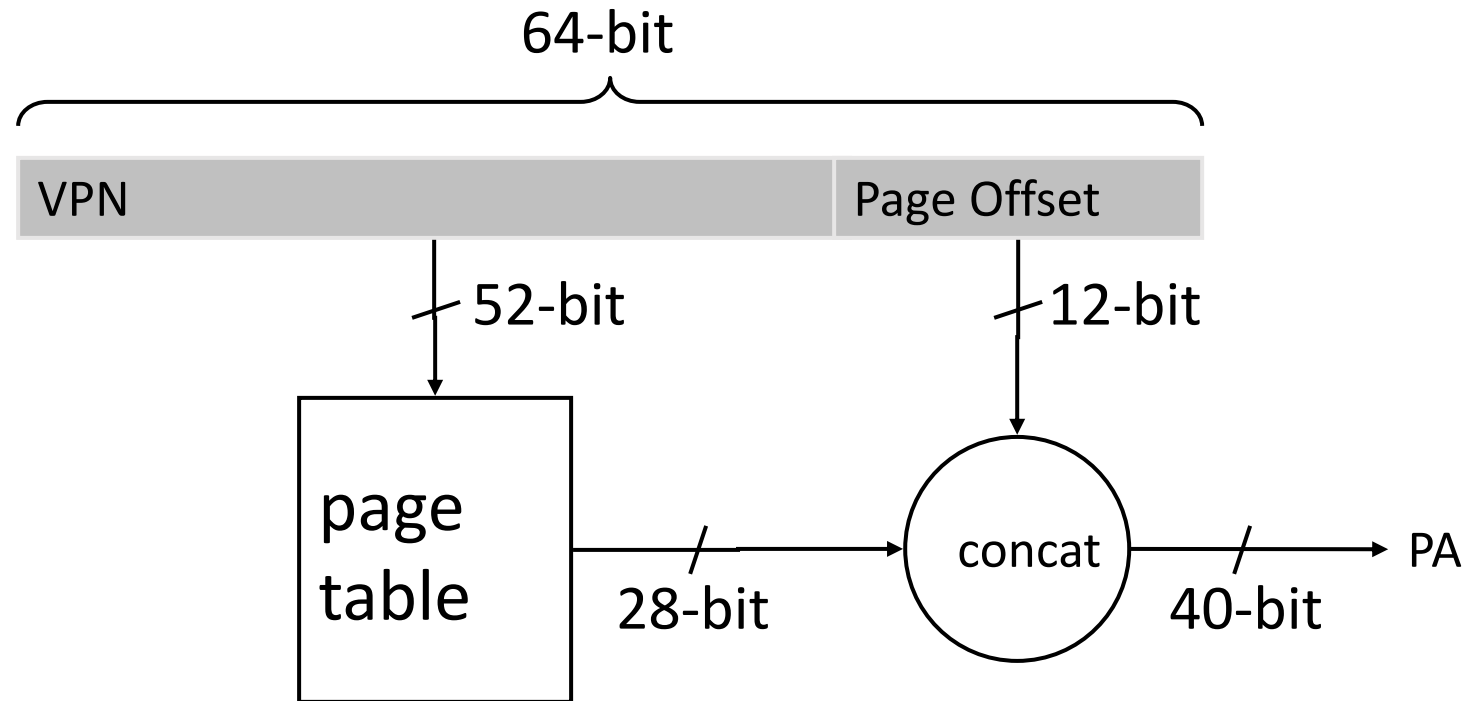 64-bit
VPN
Page Offset
52-bit
12-bit
page
table
28-bit
concat
40-bit
PA